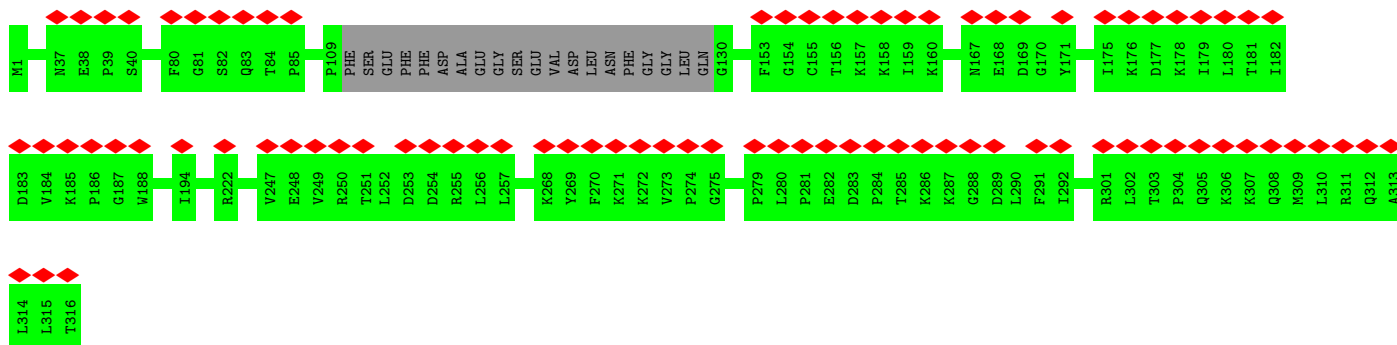 M1 N37 E38 P39 S40 F80 G81 S82 Q83 T84 P85 P109 PHE SER GLU PHE PHE ASP ALA GLU GLY SER GLU VAL ASP LEU ASN PHE GLY GLY LEU GLN G130 F153 G154 C155 T156 K157 K158 I159 K160 N167 E168 D169 G170 Y171 I175 K176 D177 K178 I179 L180 T181 I182
D183 V184 K185 P186 G187 W188 I194 R222 V247 E248 V249 R250 T251 L252 D253 D254 R255 L256 L257 K268 Y269 F270 K271 K272 V273 P274 G275 P279 L280 P281 E282 D283 P284 T285 K286 K287 G288 D289 L290 F291 I292 R301 L302 T303 P304 Q305 K306 K307 Q308 M309 L310 R311 Q312 A313
L314 L315 T316